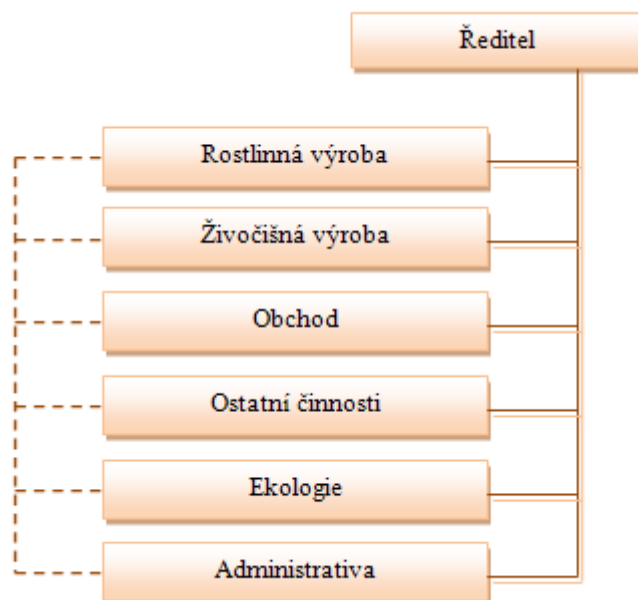 Ředitel
Rostlinná výroba
Živočišná výroba
Obchod
Ostatní činnosti
Ekologie
Administrativa